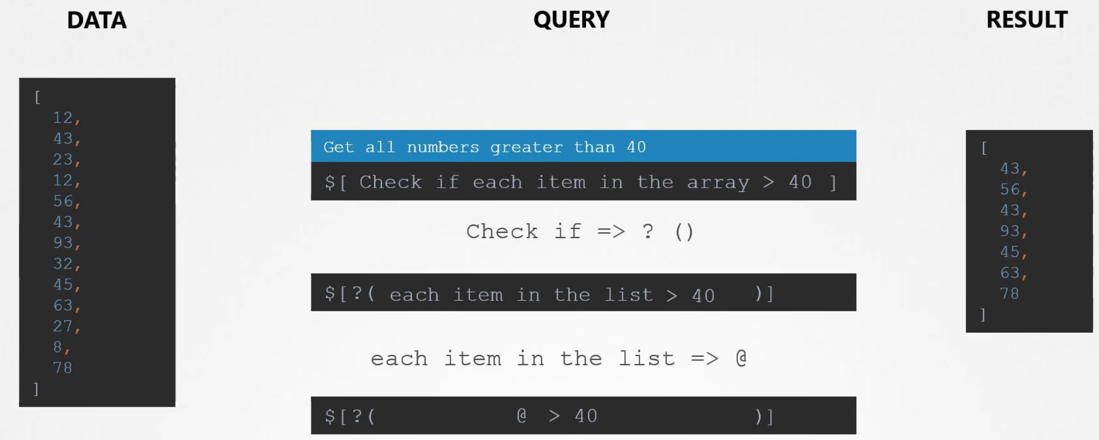 DATA
[
12,
43,
23,
12,
56,
43,
93,
32,
45,
63,
27,
8,
78
]
QUERY
Get all numbers greater than 40
$[ Check if each item in the array > 40 ]
Check if => ? ()
$[?( each item in the list > 40 )]
each item in the list => @
$[?( @ > 40 )]
RESULT
[
43,
56,
43,
93,
45,
63,
78
]